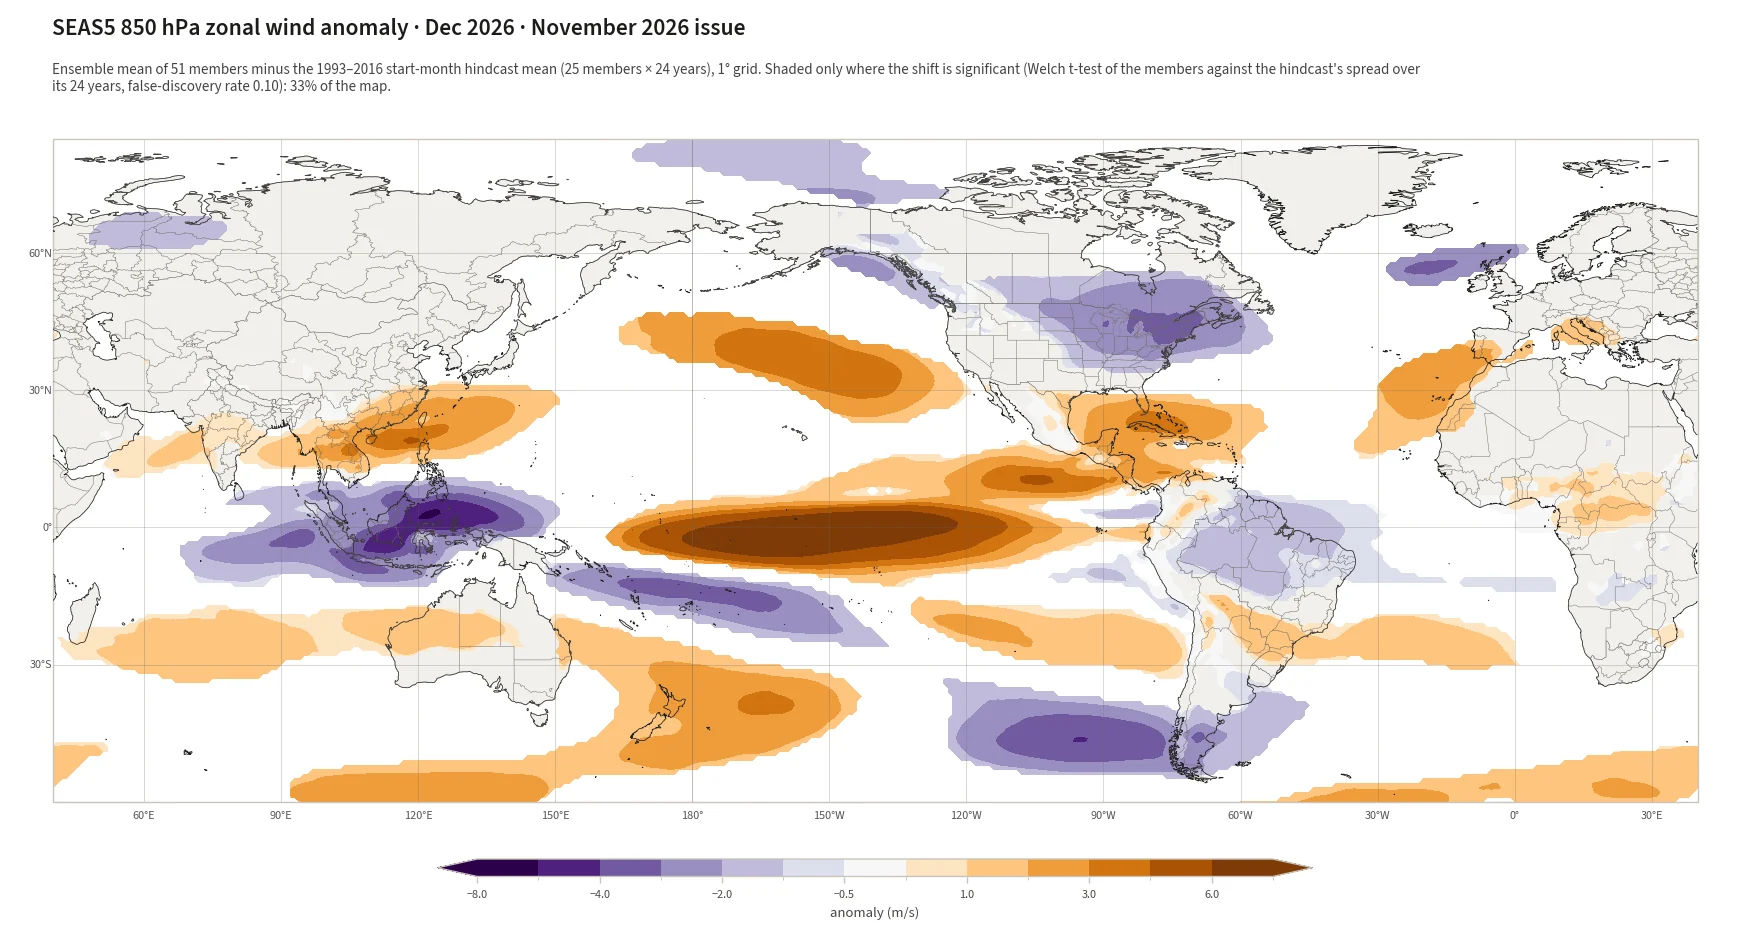 SEAS5 850 hPa zonal wind anomaly · Dec 2026 · November 2026 issue
Ensemble mean of 51 members minus the 1993–2016 start-month hindcast mean (25 members × 24 years), 1° grid. Shaded only where the shift is significant (Welch t-test of the members against the hindcast's spread over
its 24 years, false-discovery rate 0.10): 33% of the map.
60°N
30°N
0°
30°S
60°E 90°E 120°E 150°E 180° 150°W 120°W 90°W 60°W 30°W 0° 30°E
−8.0 −4.0 −2.0 −0.5 1.0 3.0 6.0
anomaly (m/s)